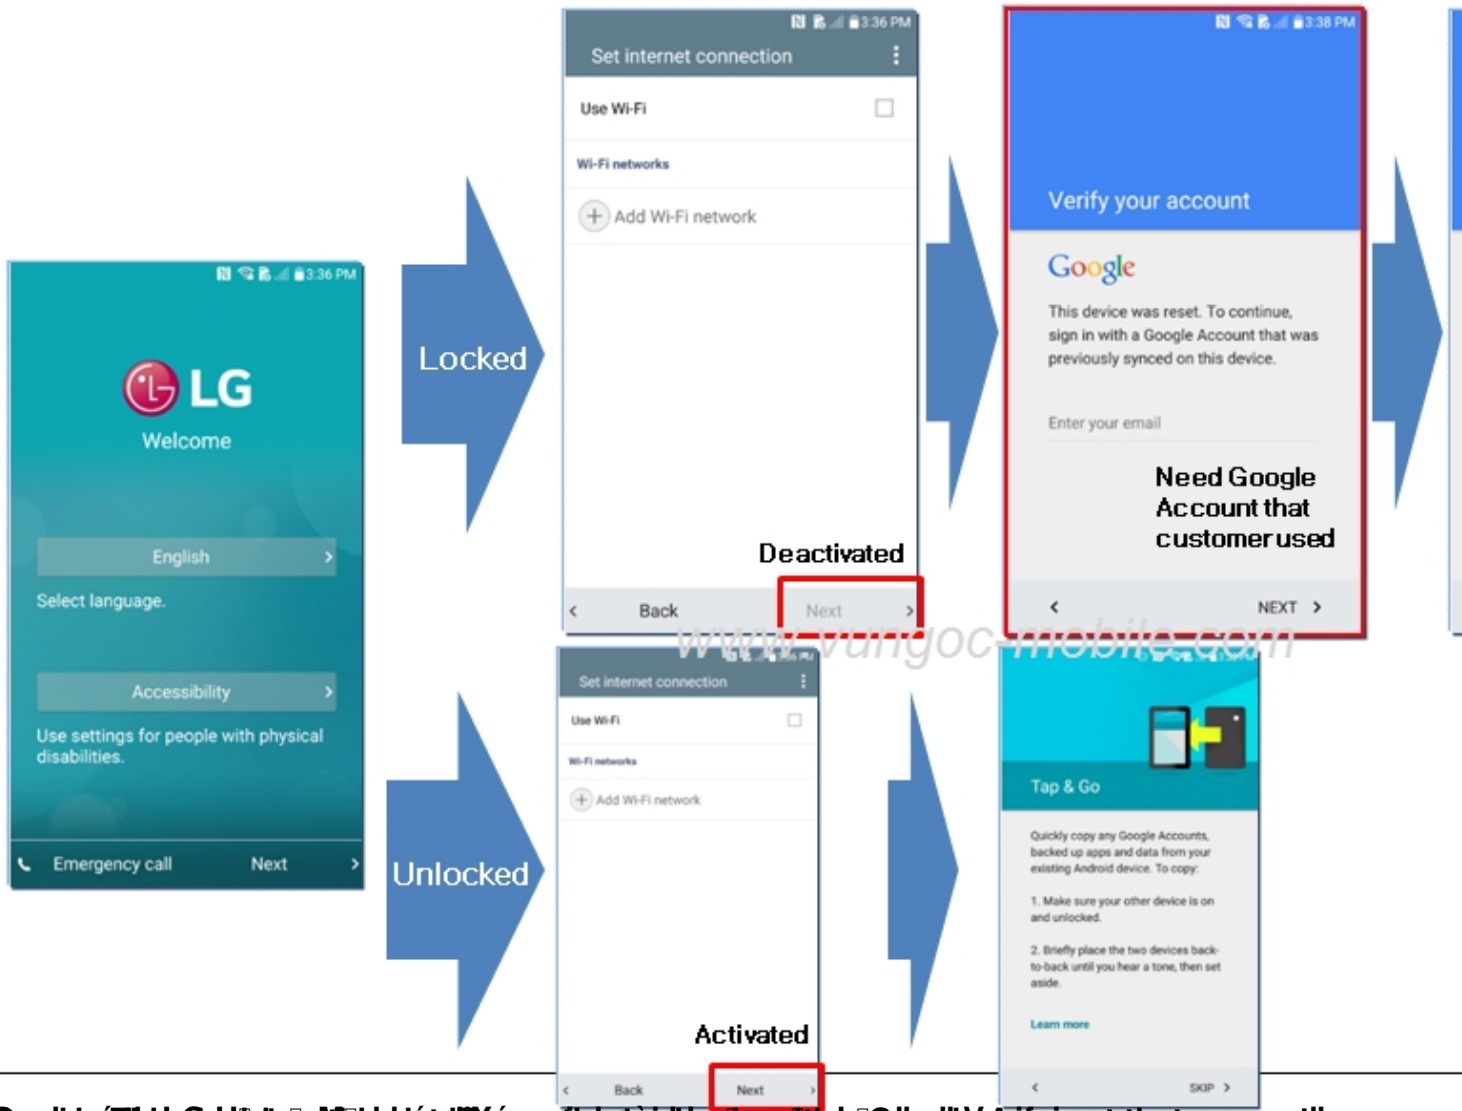 3:36 PM
LG
Welcome
English
Select language.
Accessibility
Use settings for people with physical
disabilities.
Emergency call
Next
Locked
Unlocked
3:36 PM
Set internet connection
Use Wi-Fi
Wi-Fi networks
Add Wi-Fi network
Deactivated
Back
Next
3:38 PM
Verify your account
Google
This device was reset. To continue,
sign in with a Google Account that was
previously synced on this device.
Enter your email
Need Google
Account that
customer used
NEXT
www.vungoc-mobile.com
Set internet connection
Use Wi-Fi
Wi-Fi networks
Add Wi-Fi network
Activated
Back
Next
Tap & Go
Quickly copy any Google Accounts,
backed up apps and data from your
existing Android device. To copy:
1. Make sure your other device is on
and unlocked.
2. Briefly place the two devices back-
to-back until you hear a tone, then set
aside.
Learn more
SKIP